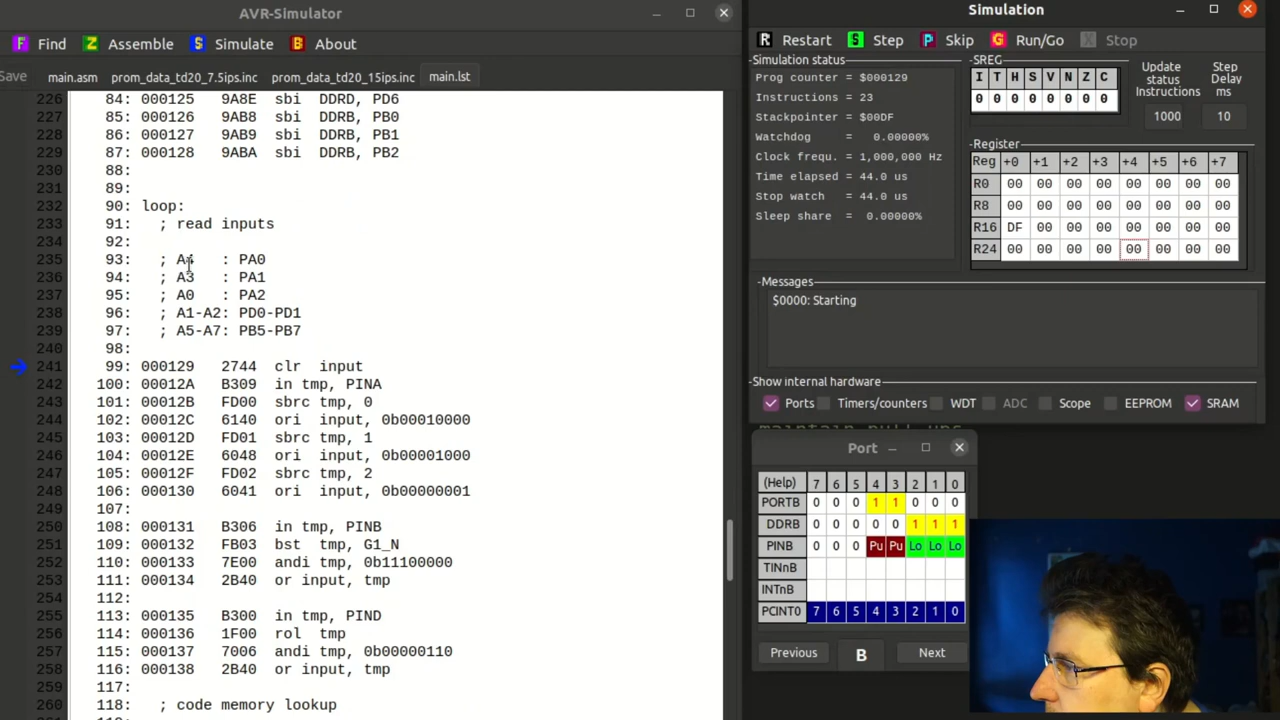 AVR-Simulator
Find Assemble Simulate About
Save main.asm prom_data_td20_7.5ips.inc prom_data_td20_15ips.inc main.lst
226 84: 000125 9A8E sbi DDRD, PD6
227 85: 000126 9AB8 sbi DDRB, PB0
228 86: 000127 9AB9 sbi DDRB, PB1
229 87: 000128 9ABA sbi DDRB, PB2
230 88:
231 89:
232 90: loop:
233 91: ; read inputs
234 92:
235 93: ; A4 : PA0
236 94: ; A3 : PA1
237 95: ; A0 : PA2
238 96: ; A1-A2: PD0-PD1
239 97: ; A5-A7: PB5-PB7
240 98:
241 99: 000129 2744 clr input
242 100: 00012A B309 in tmp, PINA
243 101: 00012B FD00 sbrc tmp, 0
244 102: 00012C 6140 ori input, 0b00010000
245 103: 00012D FD01 sbrc tmp, 1
246 104: 00012E 6048 ori input, 0b00001000
247 105: 00012F FD02 sbrc tmp, 2
248 106: 000130 6041 ori input, 0b00000001
249 107:
250 108: 000131 B306 in tmp, PINB
251 109: 000132 FB03 bst tmp, G1_N
252 110: 000133 7E00 andi tmp, 0b11100000
253 111: 000134 2B40 or input, tmp
254 112:
255 113: 000135 B300 in tmp, PIND
256 114: 000136 1F00 rol tmp
257 115: 000137 7006 andi tmp, 0b00000110
258 116: 000138 2B40 or input, tmp
259 117:
260 118: ; code memory lookup
Simulation
R Restart S Step P Skip G Run/Go X Stop
Simulation status
Prog counter = $000129
Instructions = 23
Stackpointer = $00DF
Watchdog = 0.00000%
Clock frequ. = 1,000,000 Hz
Time elapsed = 44.0 us
Stop watch = 44.0 us
Sleep share = 0.00000%
SREG
I T H S V N Z C
0 0 0 0 0 0 0 0
Update status Instructions
1000
Step Delay ms
10
Register
Reg +0 +1 +2 +3 +4 +5 +6 +7
R0 00 00 00 00 00 00 00 00
R8 00 00 00 00 00 00 00 00
R16 DF 00 00 00 00 00 00 00
R24 00 00 00 00 00 00 00 00
Messages
$0000: Starting
Show internal hardware
Ports Timers/counters WDT ADC Scope EEPROM SRAM
Port
(Help) 7 6 5 4 3 2 1 0
PORTB 0 0 0 1 1 0 0 0
DDRB 0 0 0 0 0 1 1 1
PINB 0 0 0 Pu Pu Lo Lo Lo
TINnB
INTnB
PCINT0 7 6 5 4 3 2 1 0
Previous B Next